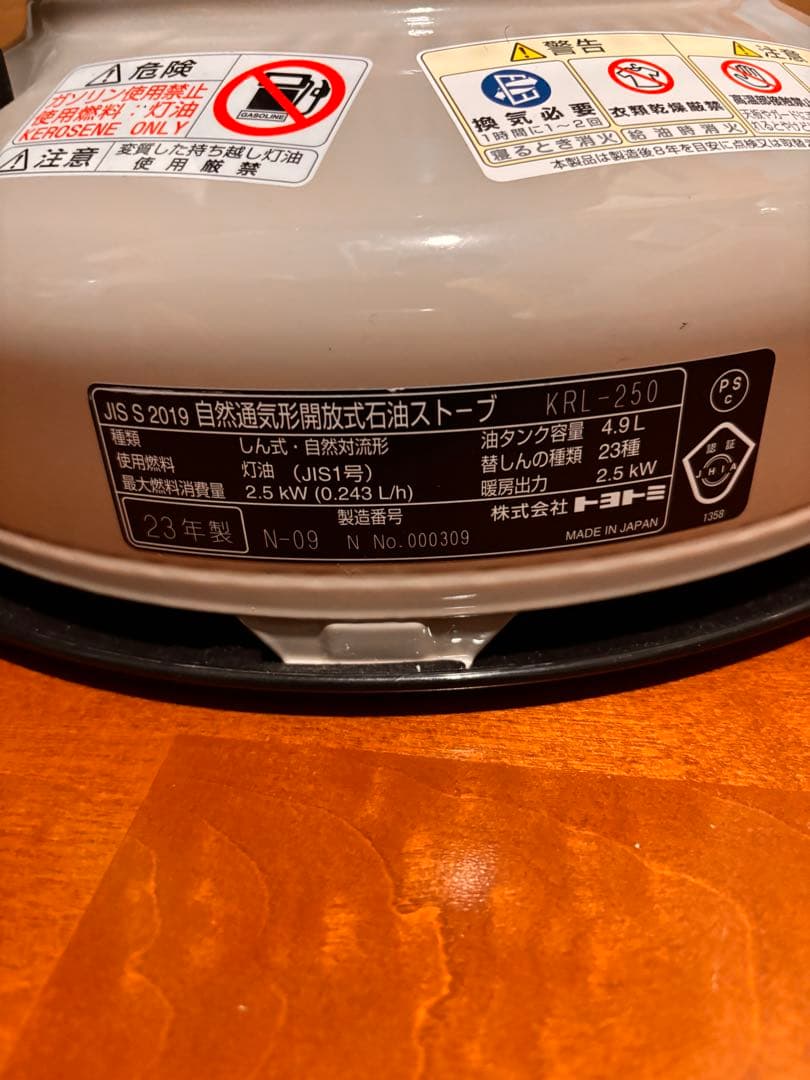 危険
ガソリン使用禁止
使用燃料：灯油
KEROSENE ONLY
GASOLINE
注意
変質した持ち越し灯油
使用厳禁
警告
換気必要
1時間に1～2回
衣類乾燥厳禁
寝るとき消火
給油時消火
注意
本製品は製造後8年を目安に点検又は取替
JIS S 2019 自然通気形開放式石油ストーブ KRL-250
種類 しん式・自然対流形
油タンク容量 4.9L
使用燃料 灯油 (JIS1号)
替しんの種類 23種
最大燃料消費量 2.5 kW (0.243 L/h)
暖房出力 2.5 kW
23年製
製造番号
N-09 N No.000309
株式会社トヨトミ
MADE IN JAPAN
PS
C
認証
JHIA
1358